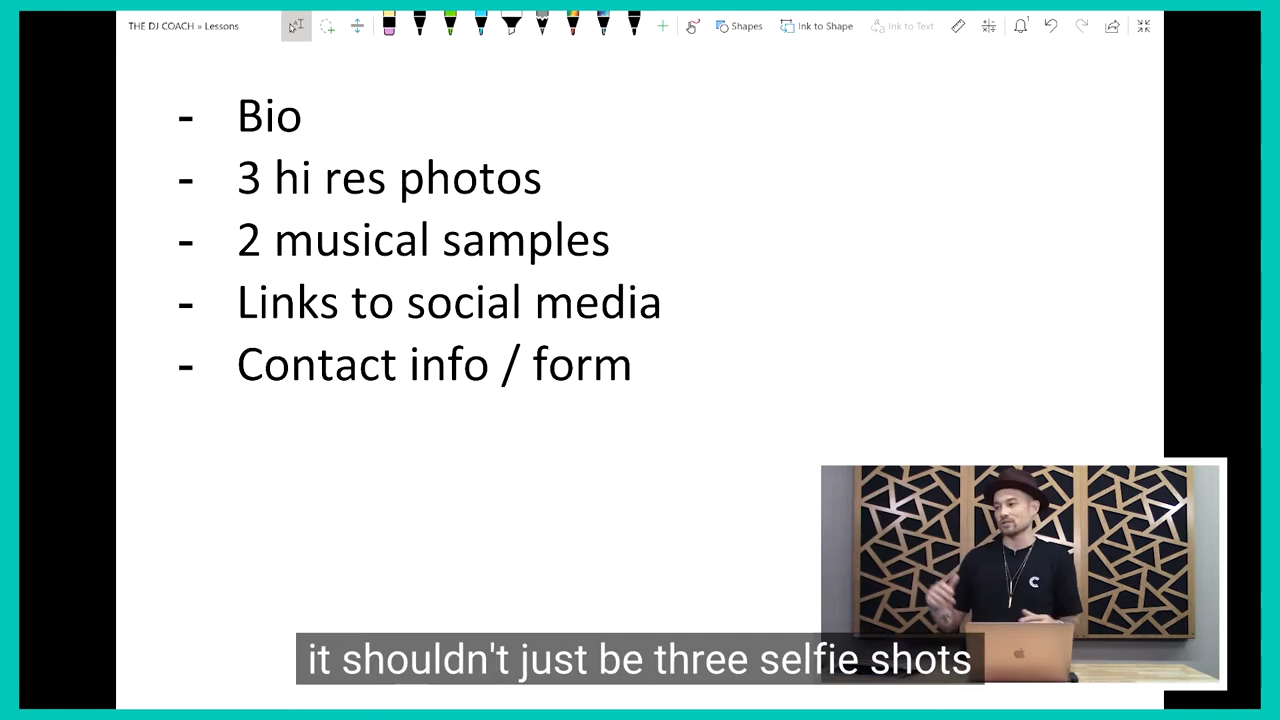 THE DJ COACH » Lessons
Shapes
Ink to Shape
Ink to Text
- Bio
- 3 hi res photos
- 2 musical samples
- Links to social media
- Contact info / form
C
it shouldn't just be three selfie shots